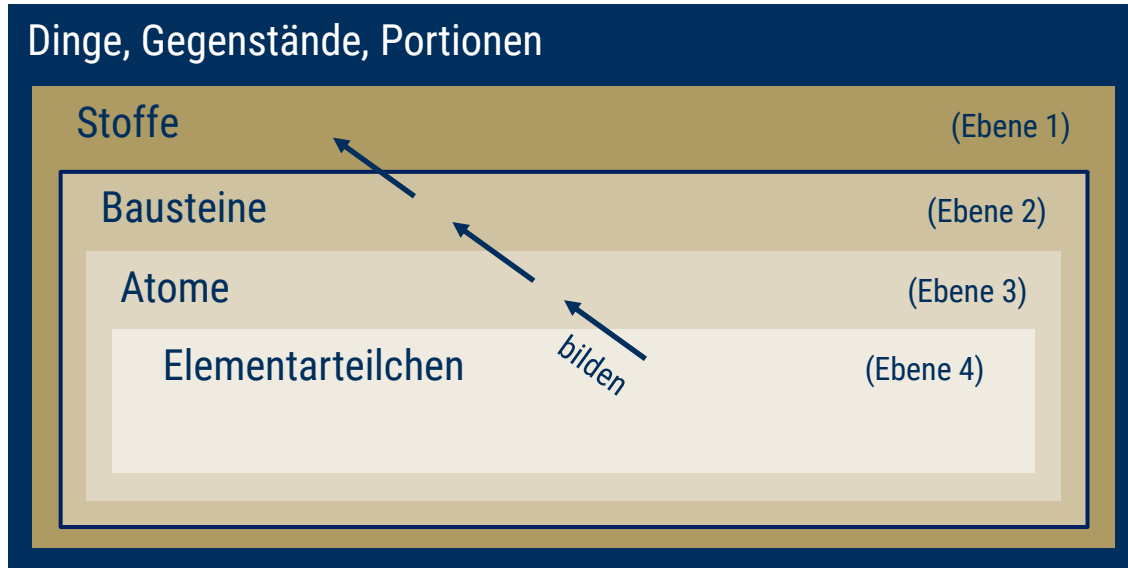 Dinge, Gegenstände, Portionen
Stoffe (Ebene 1)
Bausteine (Ebene 2)
Atome (Ebene 3)
Elementarteilchen bilden (Ebene 4)